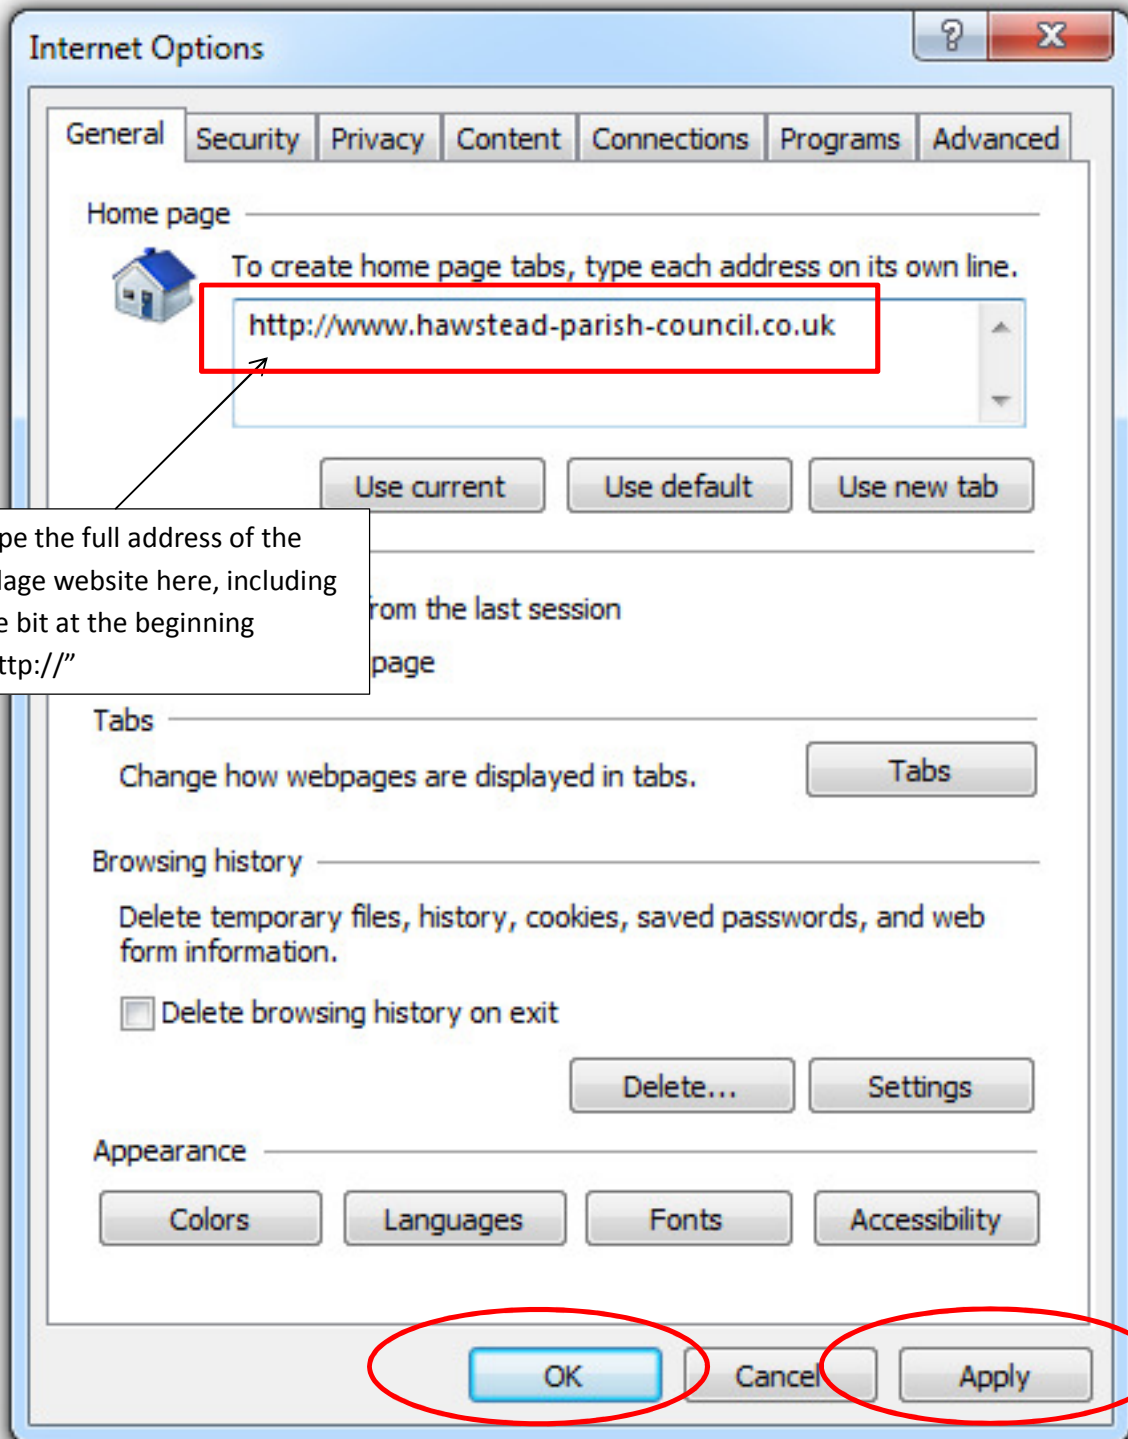 Internet Options
General Security Privacy Content Connections Programs Advanced
Home page
To create home page tabs, type each address on its own line.
http://www.hawstead-parish-council.co.uk
Use current Use default Use new tab
pe the full address of the
lage website here, including
e bit at the beginning
ttp://”
rom the last session
page
Tabs
Change how webpages are displayed in tabs.
Tabs
Browsing history
Delete temporary files, history, cookies, saved passwords, and web
form information.
Delete browsing history on exit
Delete... Settings
Appearance
Colors Languages Fonts Accessibility
OK Cancel Apply